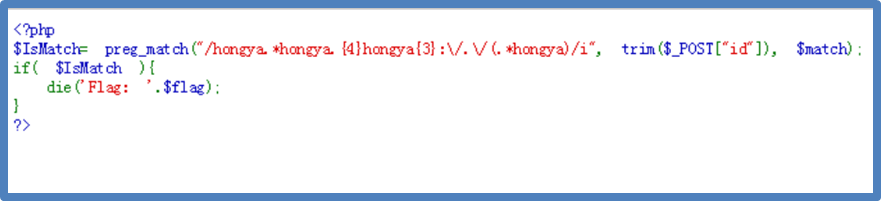 <?php
$IsMatch= preg_match("/hongya.*hongya.{4}hongya{3}:\/.\/(.*hongya)/i", trim($_POST["id"]), $match);
if( $IsMatch ){
die('Flag: '.$flag);
}
?>